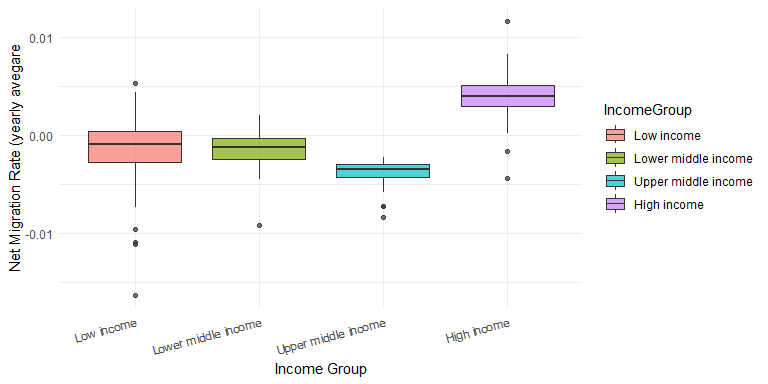 Net Migration Rate (yearly avegare
0.01
0.00
-0.01
Low income
Lower middle income
Upper middle income
High income
Income Group
IncomeGroup
Low income
Lower middle income
Upper middle income
High income